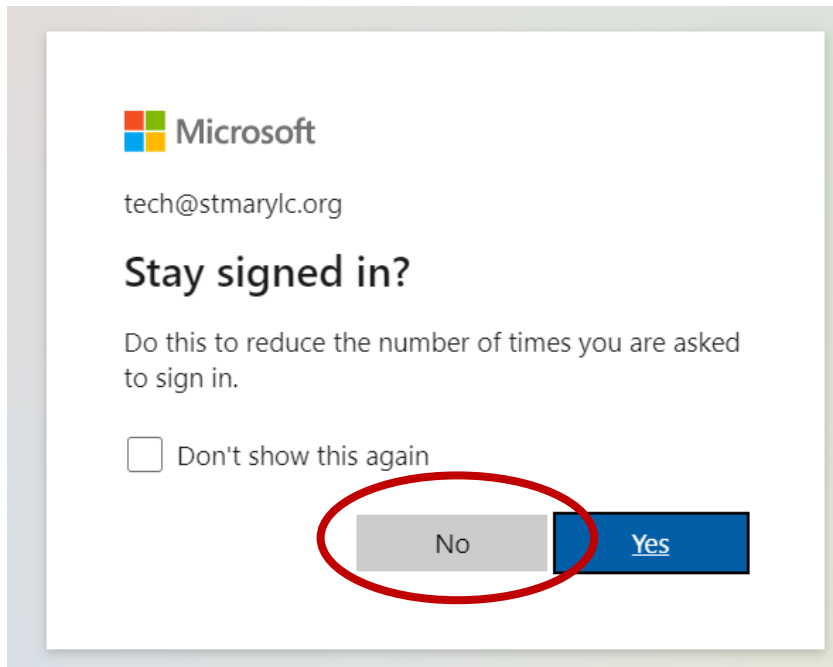 Microsoft
tech@stmarylc.org
Stay signed in?
Do this to reduce the number of times you are asked
to sign in.
Don't show this again
No
Yes